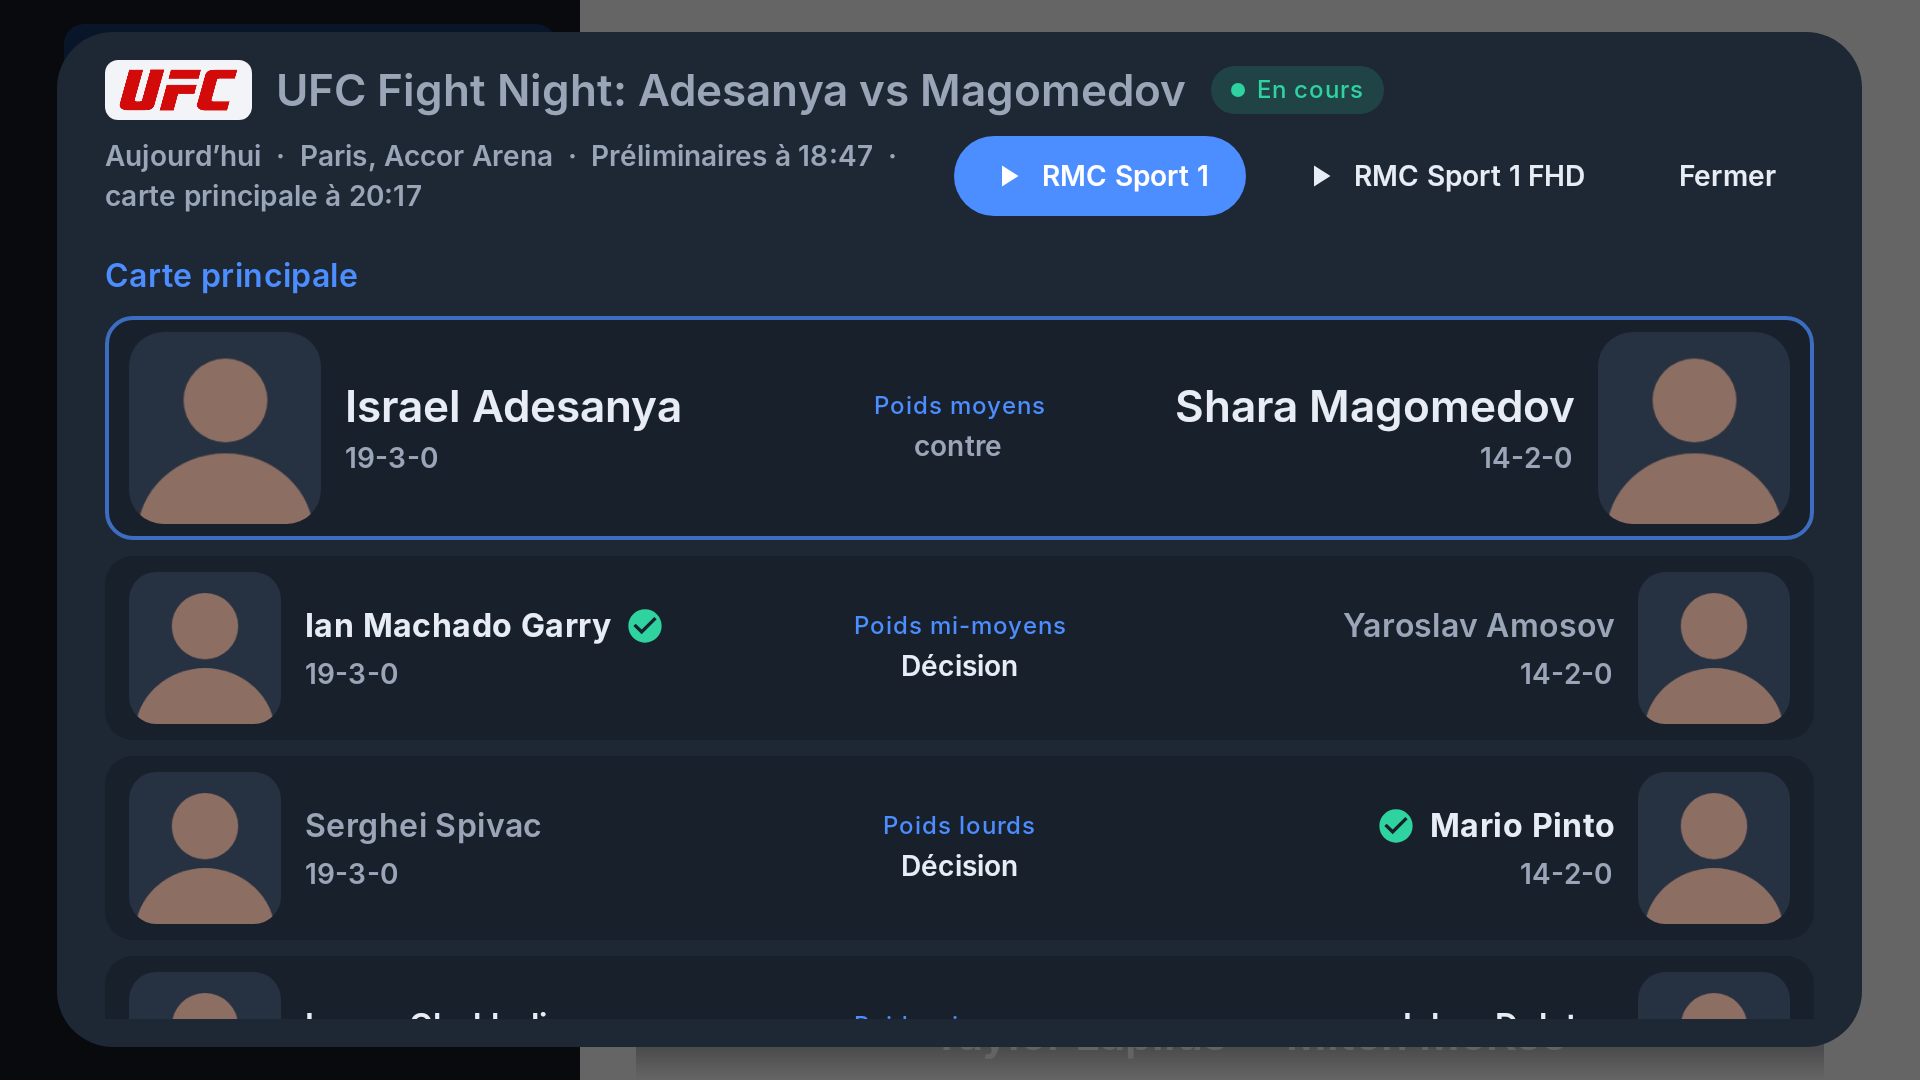 UFC UFC Fight Night: Adesanya vs Magomedov En cours
Aujourd’hui · Paris, Accor Arena · Préliminaires à 18:47 ·
carte principale à 20:17
RMC Sport 1 RMC Sport 1 FHD Fermer
Carte principale
Israel Adesanya Poids moyens Shara Magomedov
19-3-0 contre 14-2-0
Ian Machado Garry Poids mi-moyens Yaroslav Amosov
19-3-0 Décision 14-2-0
Serghei Spivac Poids lourds Mario Pinto
19-3-0 Décision 14-2-0